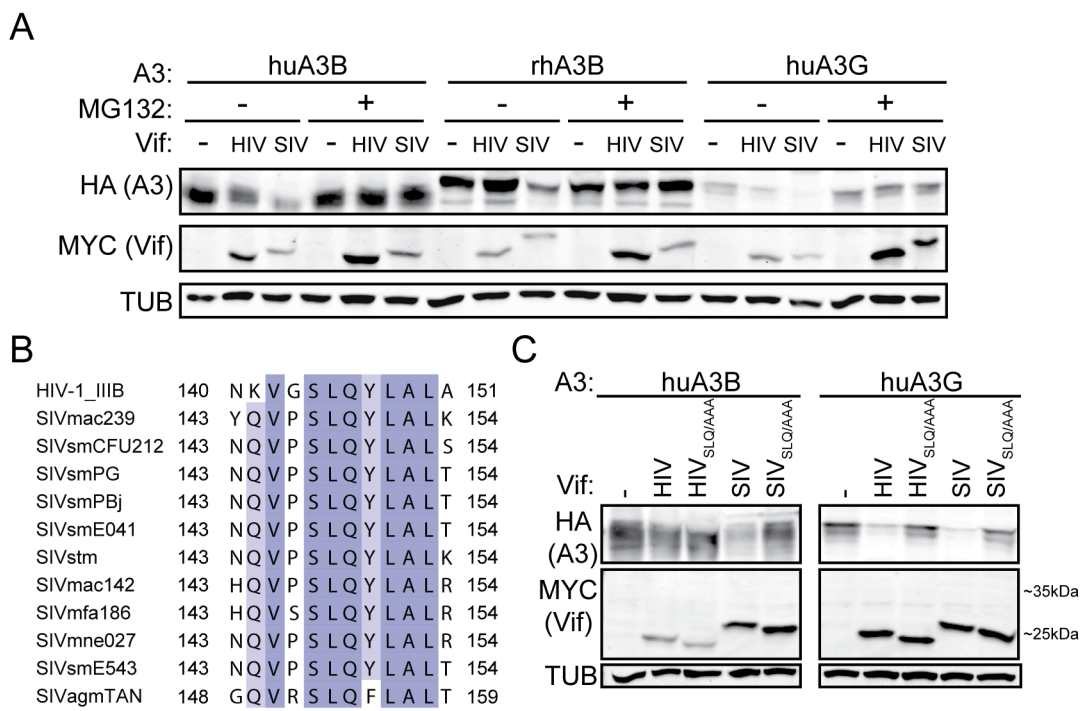 A
A3: huA3B rhA3B huA3G
MG132: - + - + - +
Vif: - HIV SIV - HIV SIV - HIV SIV - HIV SIV - HIV SIV - HIV SIV
HA (A3)
MYC (Vif)
TUB
B
HIV-1_IIIB 140 N K V G S L Q Y L A L A 151
SIVmac239 143 Y Q V P S L Q Y L A L K 154
SIVsmCFU212 143 N Q V P S L Q Y L A L S 154
SIVsmPG 143 N Q V P S L Q Y L A L T 154
SIVsmPBj 143 N Q V P S L Q Y L A L T 154
SIVsmE041 143 N Q V P S L Q Y L A L T 154
SIVstm 143 N Q V P S L Q Y L A L K 154
SIVmac142 143 H Q V P S L Q Y L A L R 154
SIVmfa186 143 H Q V S S L Q Y L A L R 154
SIVmne027 143 N Q V P S L Q Y L A L R 154
SIVsmE543 143 N Q V P S L Q Y L A L T 154
SIVagmTAN 148 G Q V R S L Q F L A L T 159
C
A3: huA3B huA3G
Vif: - HIV HIVSLQ/AAA SIV SIVSLQ/AAA - HIV HIVSLQ/AAA SIV SIVSLQ/AAA
HA
(A3)
MYC
(Vif)
~35kDa
~25kDa
TUB